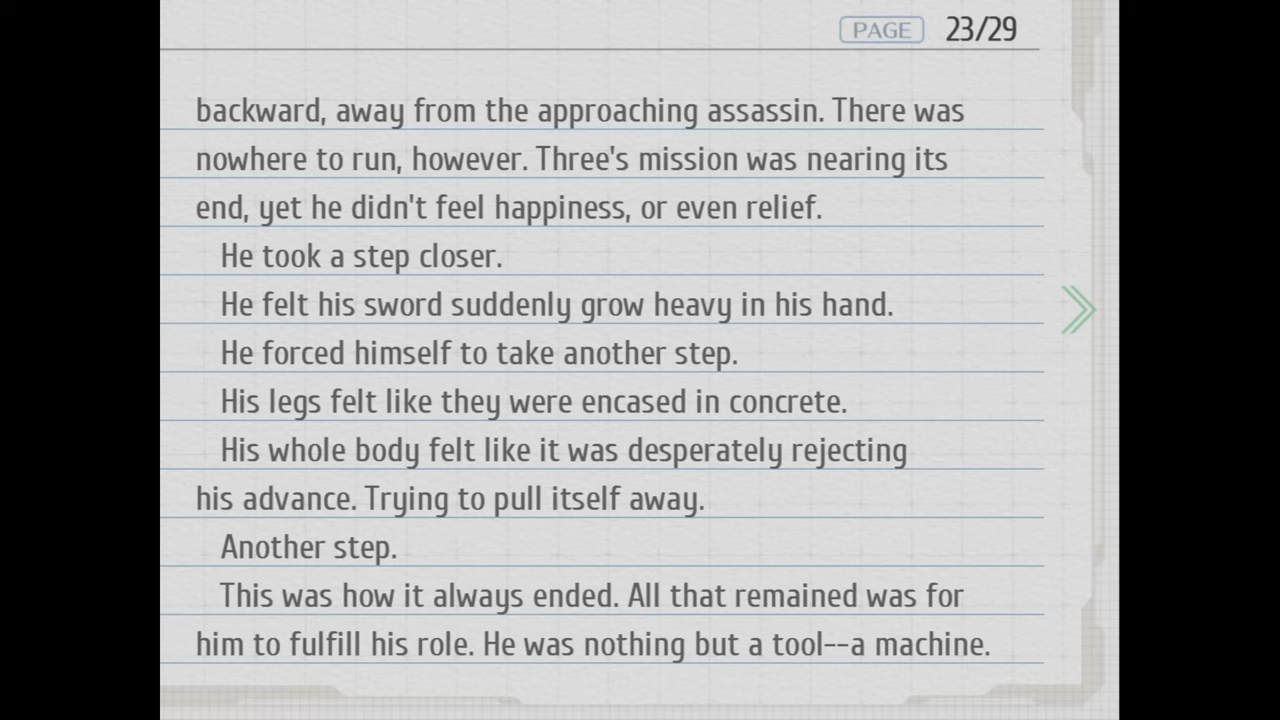 PAGE 23/29
backward, away from the approaching assassin. There was
nowhere to run, however. Three's mission was nearing its
end, yet he didn't feel happiness, or even relief.
He took a step closer.
He felt his sword suddenly grow heavy in his hand.
He forced himself to take another step.
His legs felt like they were encased in concrete.
His whole body felt like it was desperately rejecting
his advance. Trying to pull itself away.
Another step.
This was how it always ended. All that remained was for
him to fulfill his role. He was nothing but a tool--a machine.